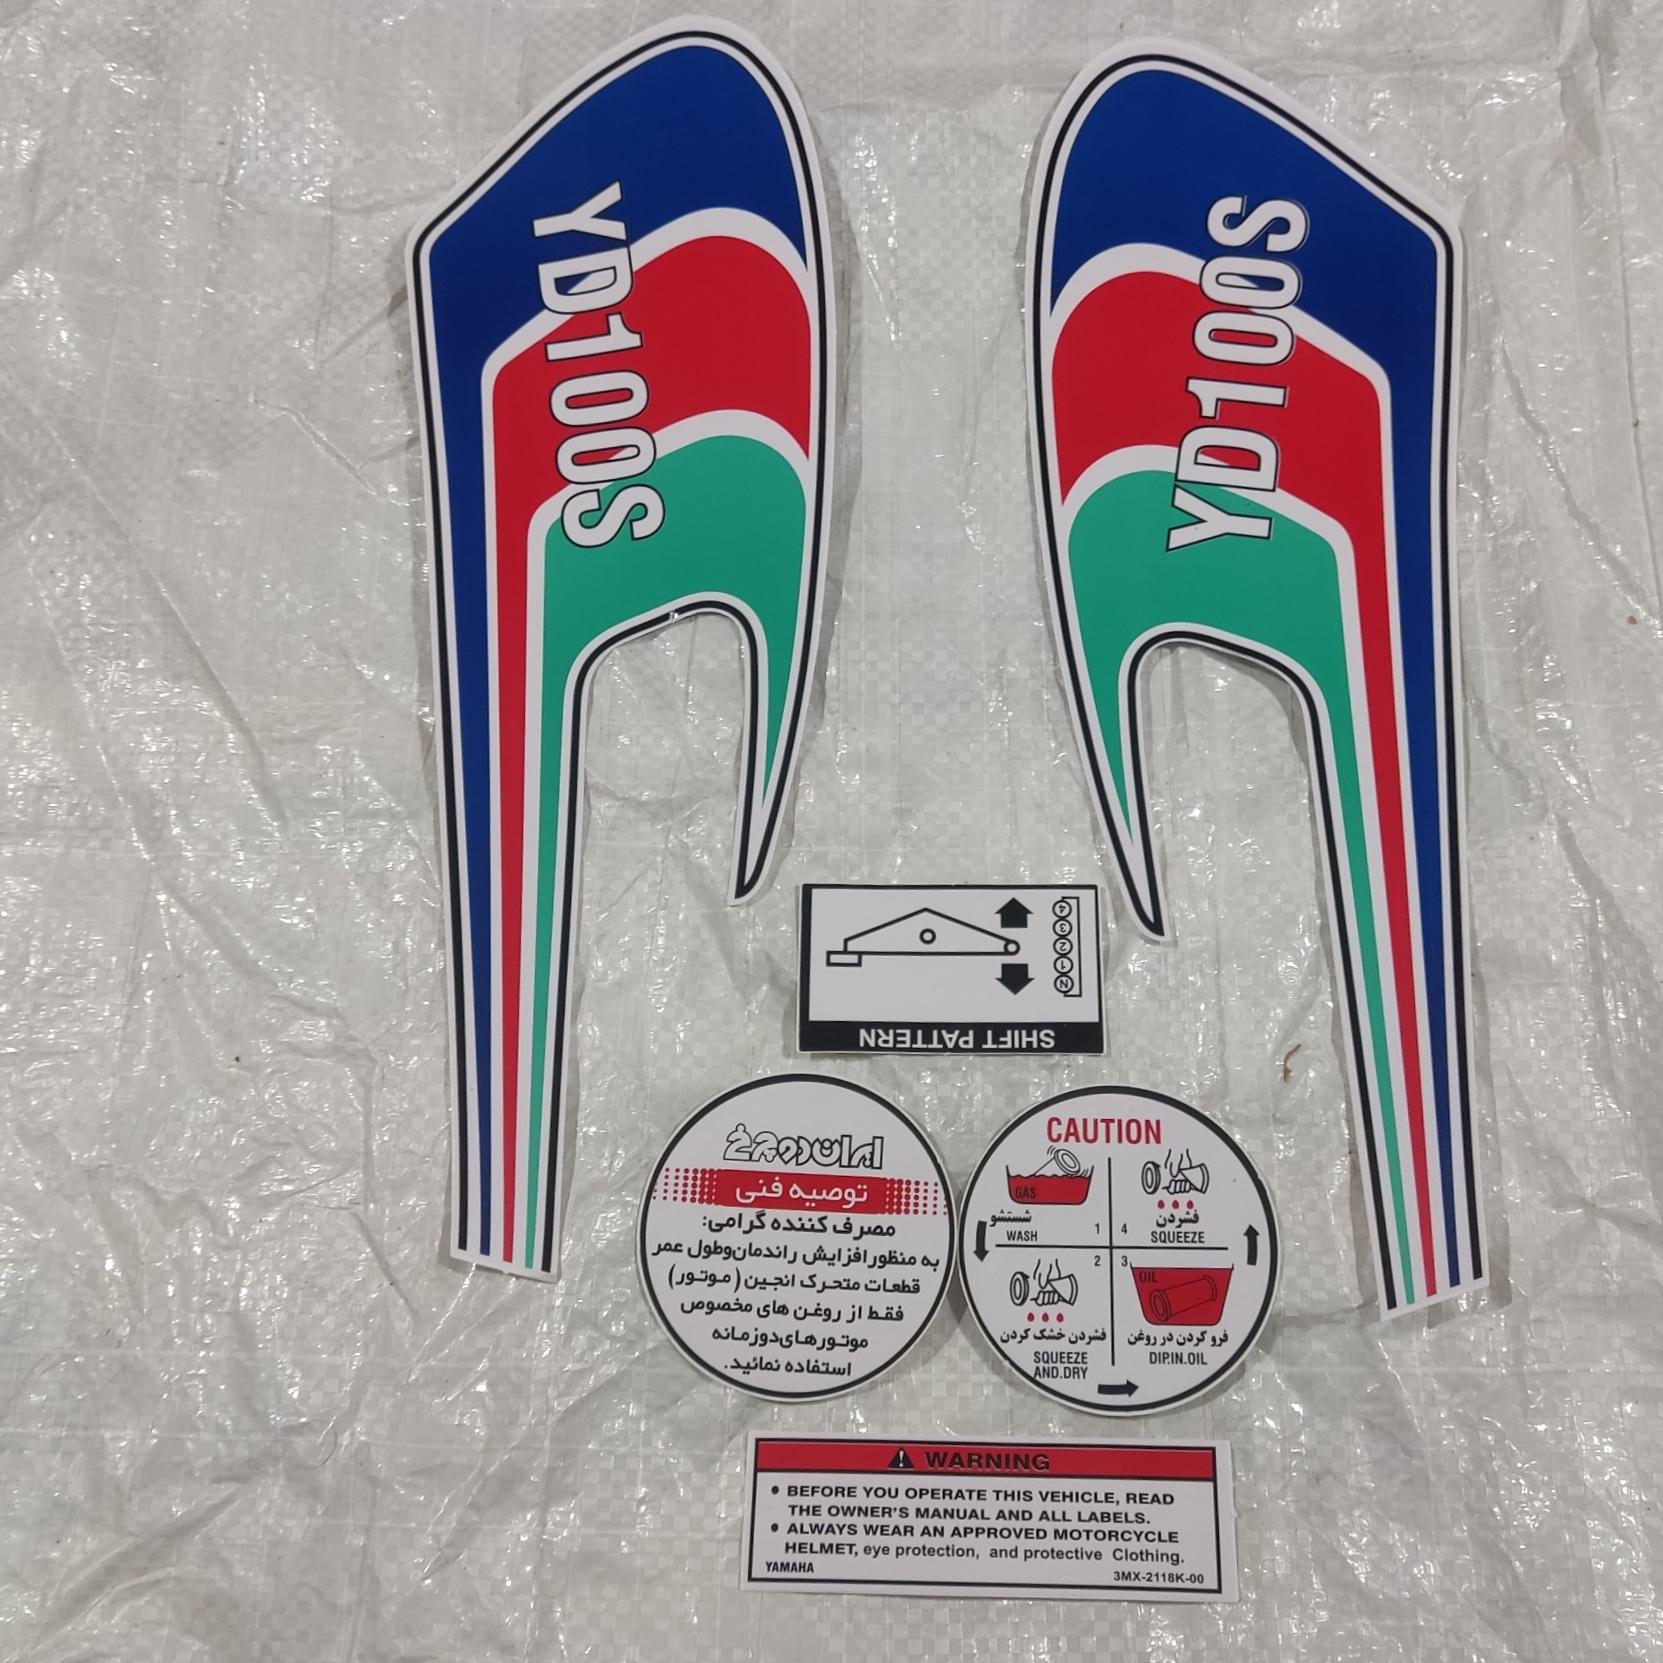 YD100S
YD100S
SHIFT PATTERN
N 1 2 3 4
ایران دوچرخ
توصیه فنی
مصرف کننده گرامی:
به منظورافزایش راندمان‌وطول عمر
قطعات متحرک انجین (موتور)
فقط از روغن های مخصوص
موتورهای‌دوزمانه
استفاده نمائید.
CAUTION
GAS
شستشو
WASH
1
4
فشردن
SQUEEZE
2
فشردن خشک کردن
SQUEEZE
AND.DRY
3
OIL
فرو کردن در روغن
DIP.IN.OIL
WARNING
• BEFORE YOU OPERATE THIS VEHICLE, READ
THE OWNER'S MANUAL AND ALL LABELS.
• ALWAYS WEAR AN APPROVED MOTORCYCLE
HELMET, eye protection, and protective Clothing.
YAMAHA
3MX-2118K-00